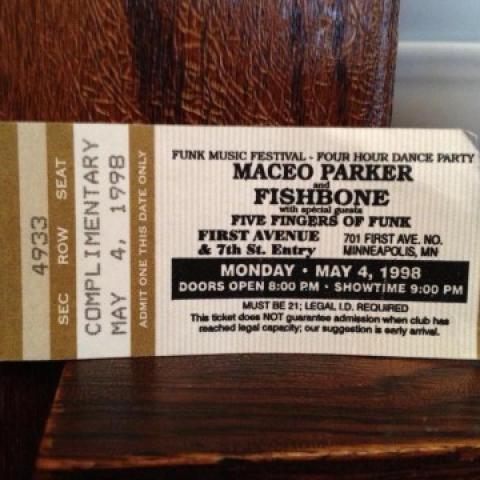 4933
SEC ROW SEAT
COMPLIMENTARY
MAY 4, 1998
ADMIT ONE THIS DATE ONLY
FUNK MUSIC FESTIVAL - FOUR HOUR DANCE PARTY
MACEO PARKER
and
FISHBONE
with special guests
FIVE FINGERS OF FUNK
FIRST AVENUE 701 FIRST AVE. NO.
& 7th St. Entry MINNEAPOLIS, MN
MONDAY · MAY 4, 1998
DOORS OPEN 8:00 PM · SHOWTIME 9:00 PM
MUST BE 21; LEGAL I.D. REQUIRED
This ticket does NOT guarantee admission when club has
reached legal capacity; our suggestion is early arrival.